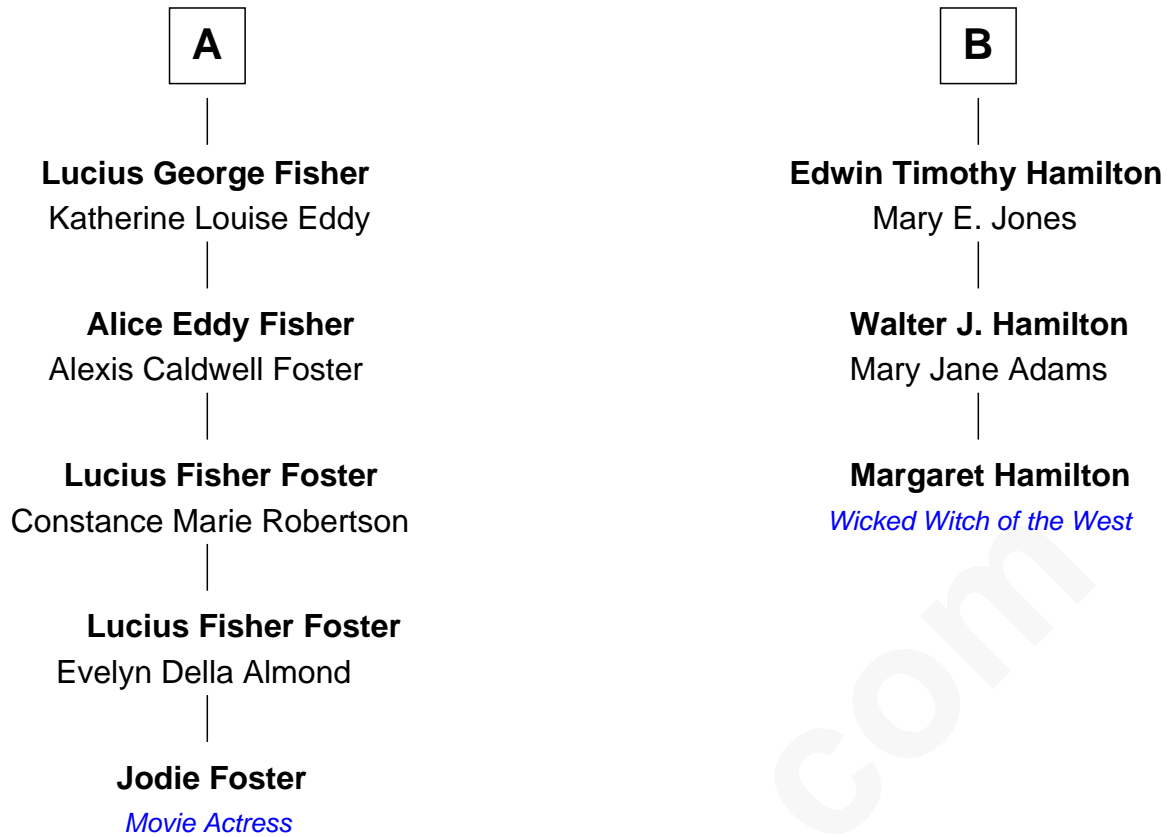 A
Lucius George Fisher
Katherine Louise Eddy
Alice Eddy Fisher
Alexis Caldwell Foster
Lucius Fisher Foster
Constance Marie Robertson
Lucius Fisher Foster
Evelyn Della Almond
Jodie Foster
Movie Actress
B
Edwin Timothy Hamilton
Mary E. Jones
Walter J. Hamilton
Mary Jane Adams
Margaret Hamilton
Wicked Witch of the West
com